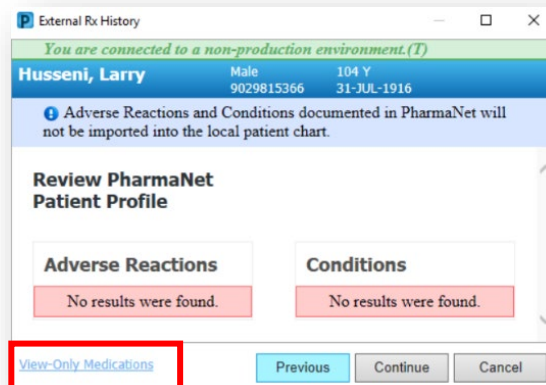 P External Rx History
You are connected to a non-production environment.(T)
Husseni, Larry Male 104 Y
9029815366 31-JUL-1916
Adverse Reactions and Conditions documented in PharmaNet will
not be imported into the local patient chart.
Review PharmaNet
Patient Profile
Adverse Reactions
No results were found.
Conditions
No results were found.
View-Only Medications Previous Continue Cancel